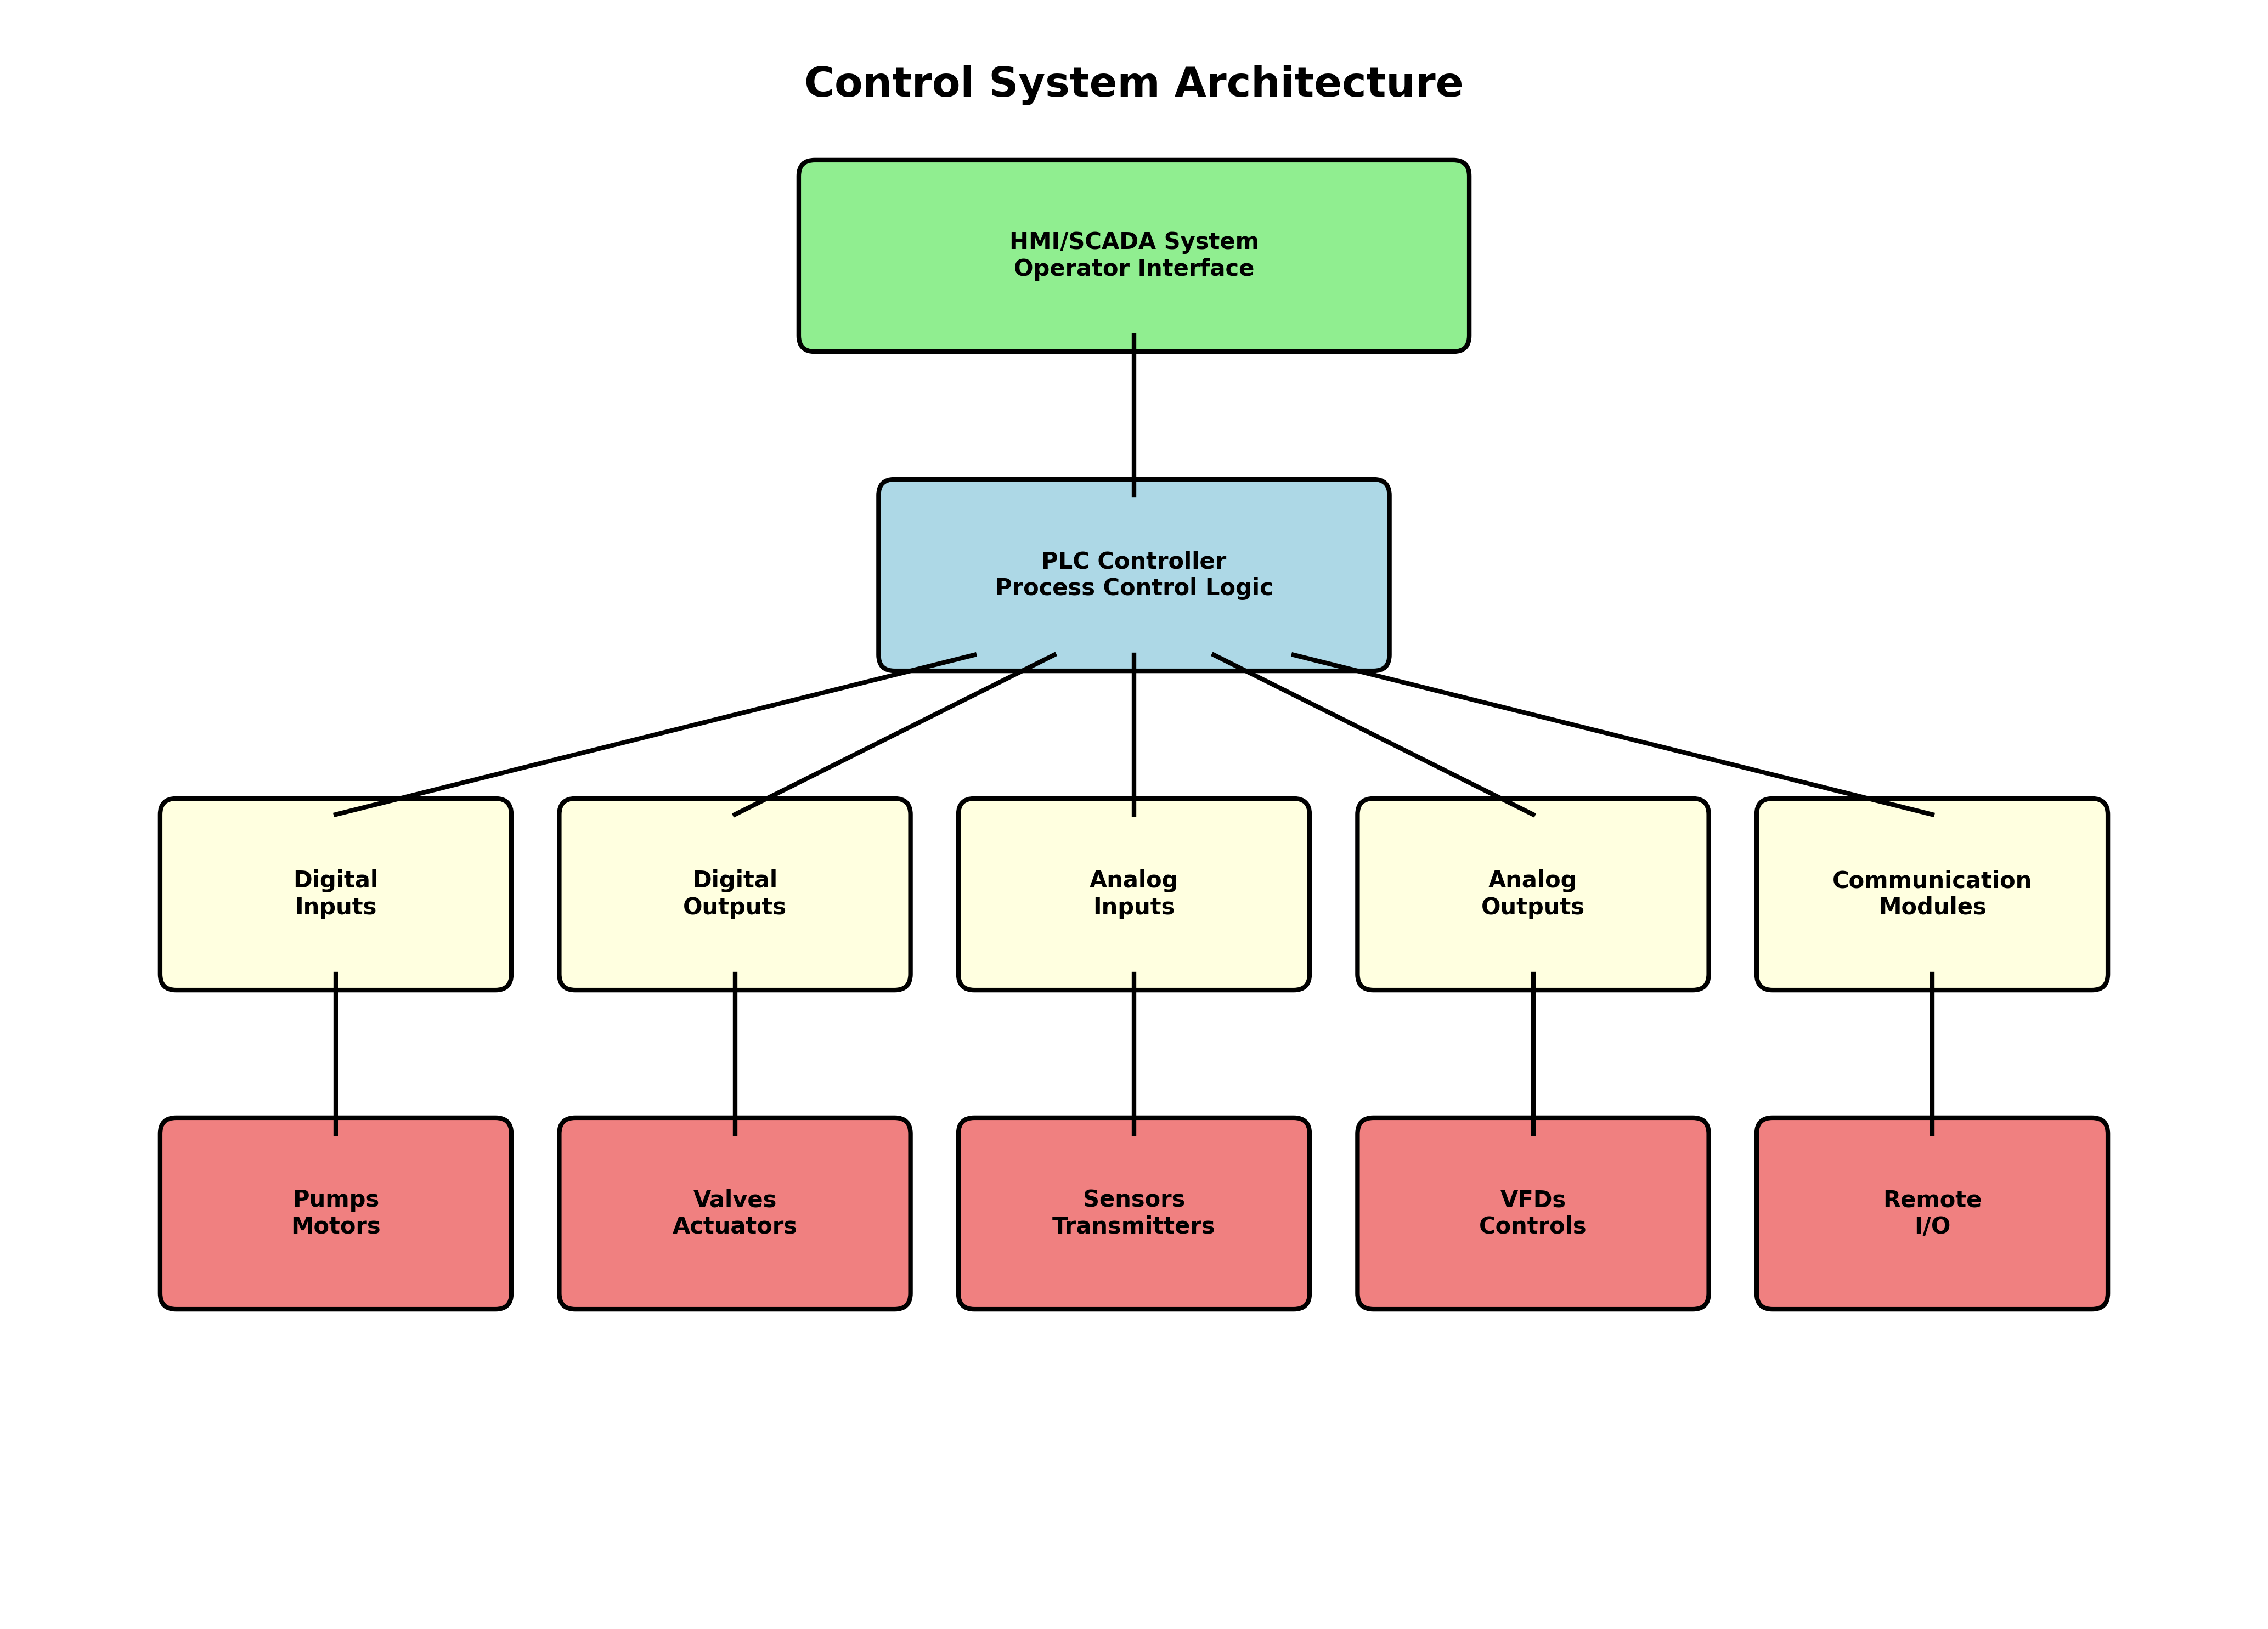 Control System Architecture
HMI/SCADA System
Operator Interface
PLC Controller
Process Control Logic
Digital
Inputs
Digital
Outputs
Analog
Inputs
Analog
Outputs
Communication
Modules
Pumps
Motors
Valves
Actuators
Sensors
Transmitters
VFDs
Controls
Remote
I/O